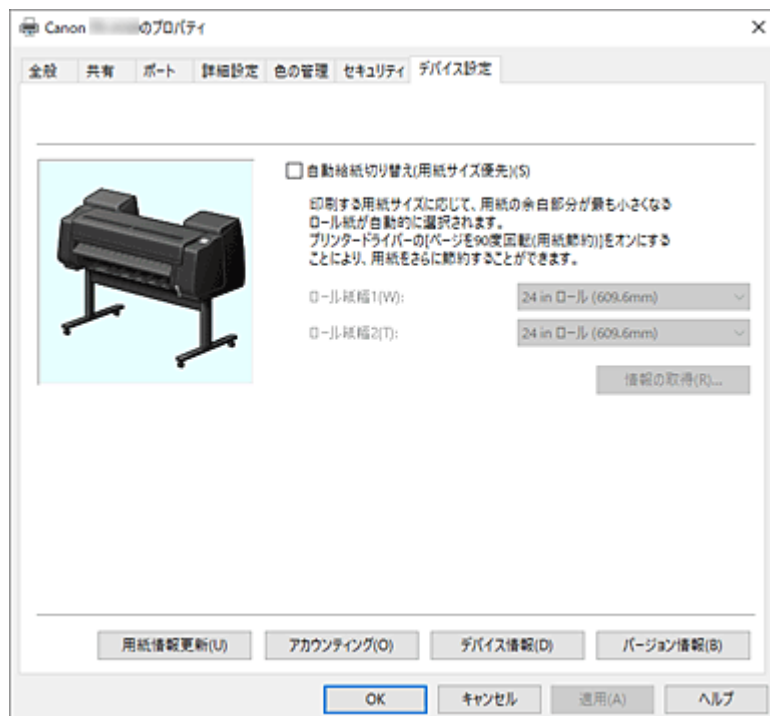 Canon のプロパティ
全般 共有 ポート 詳細設定 色の管理 セキュリティ デバイス設定
自動給紙切り替え(用紙サイズ優先)(S)
印刷する用紙サイズに応じて、用紙の余白部分が最も小さくなる
ロール紙が自動的に選択されます。
プリンタードライバーの[ページを90度回転(用紙節約)]をオンにする
ことにより、用紙をさらに節約することができます。
ロール紙幅1(W): 24 in ロール (609.6mm)
ロール紙幅2(T): 24 in ロール (609.6mm)
情報の取得(R)...
用紙情報更新(U) アカウンティング(O) デバイス情報(D) バージョン情報(B)
OK キャンセル 適用(A) ヘルプ